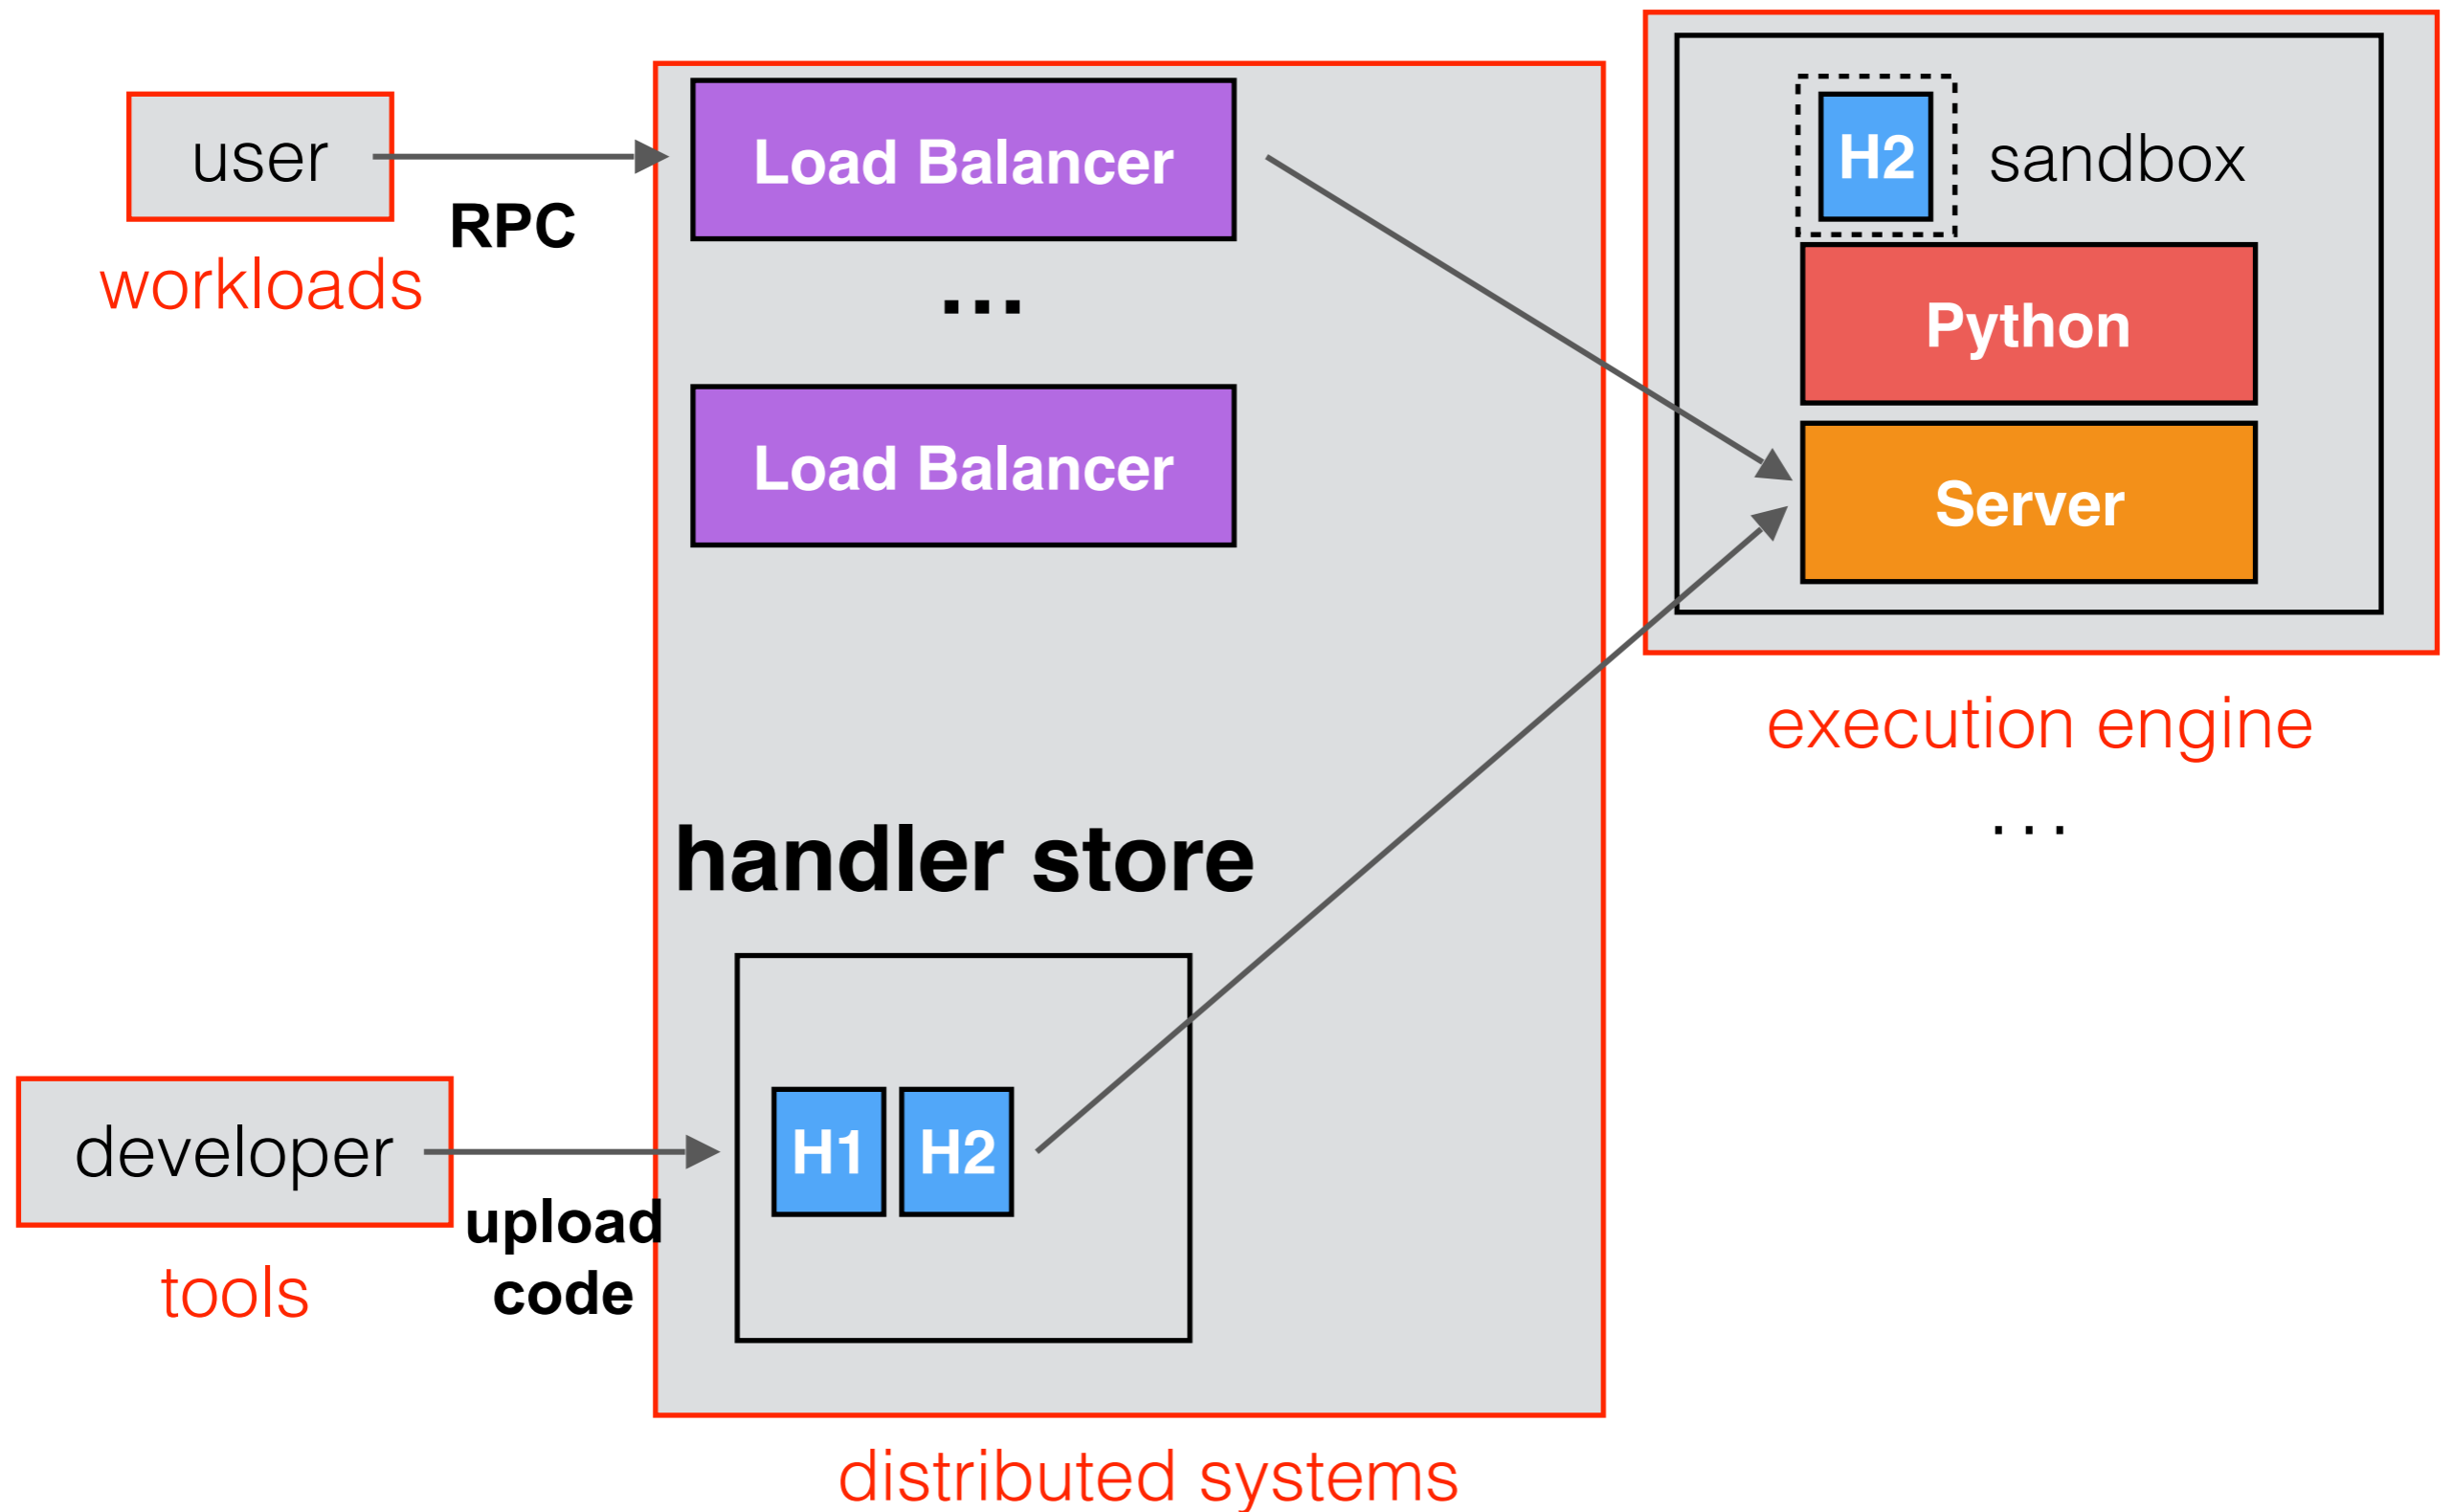 user
workloads
RPC
Load Balancer
...
Load Balancer
H2
sandbox
Python
Server
execution engine
...
handler store
H1
H2
developer
tools
upload
code
distributed systems